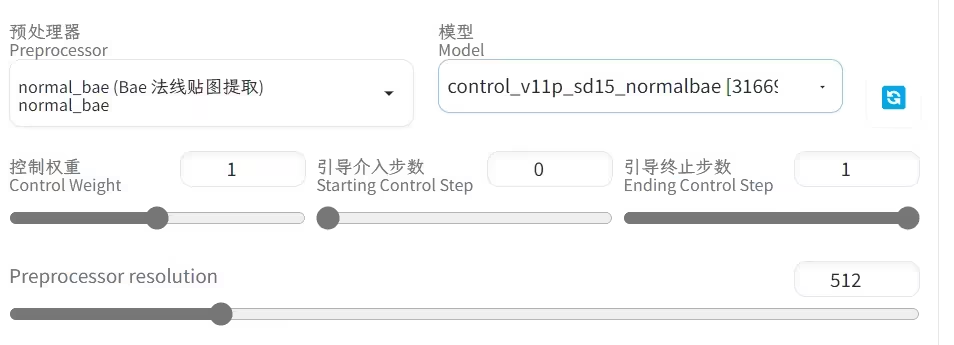 预处理器
Preprocessor
模型
Model
normal_bae (Bae 法线贴图提取)
normal_bae
control_v11p_sd15_normalbae [3166
控制权重
Control Weight
1
引导介入步数
Starting Control Step
0
引导终止步数
Ending Control Step
1
Preprocessor resolution
512